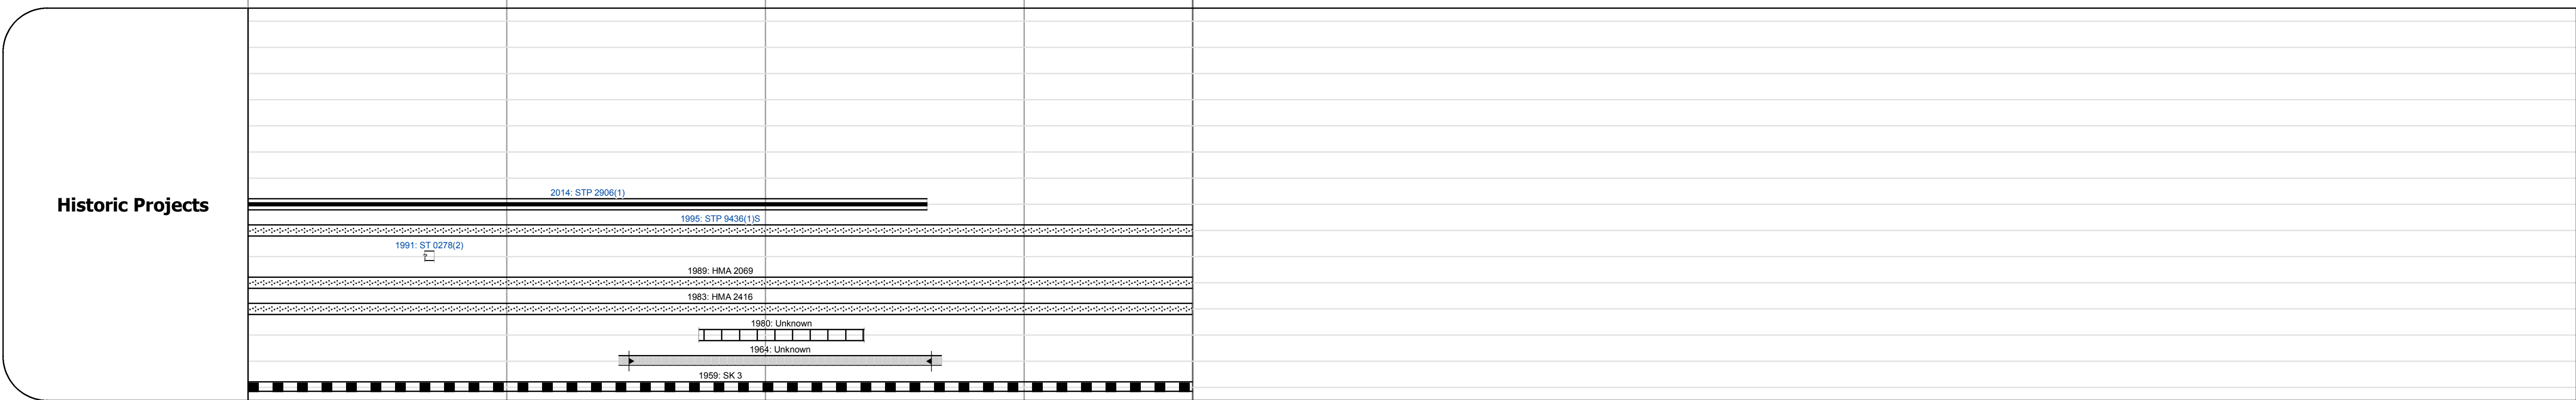 2014: STP 2906(1)
Historic Projects
1995: STP 9436(1)S
1991: ST 0278(2)
?
1989: HMA 2069
1983: HMA 2416
1980: Unknown
1964: Unknown
1959: SK 3